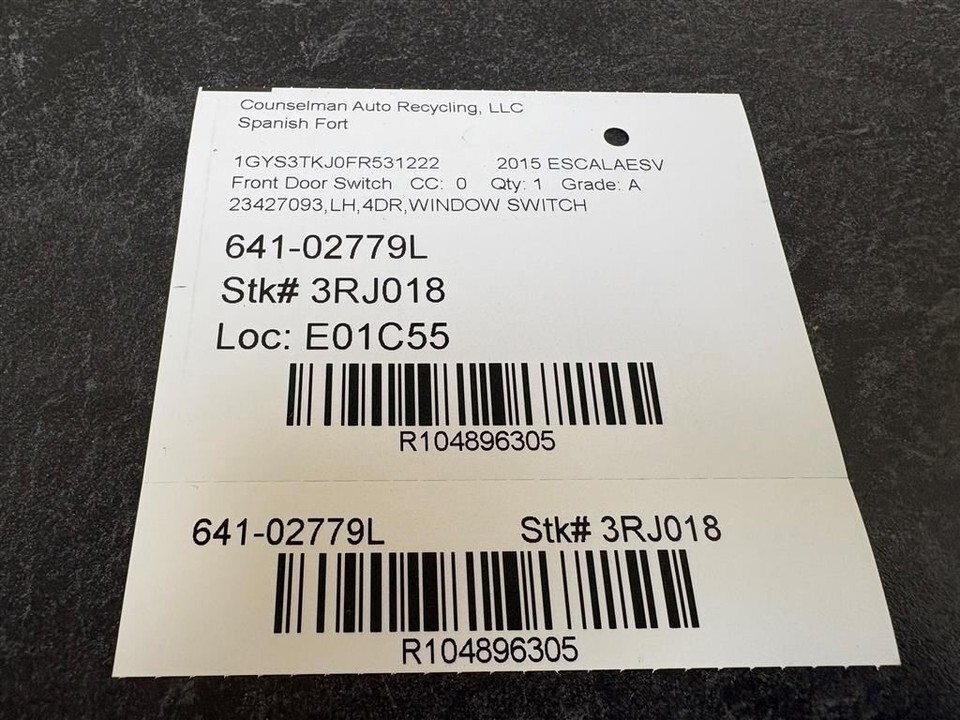 Counselman Auto Recycling, LLC
Spanish Fort
1GYS3TKJ0FR531222 2015 ESCALAESV
Front Door Switch CC: 0 Qty: 1 Grade: A
23427093,LH,4DR,WINDOW SWITCH
641-02779L
Stk# 3RJ018
Loc: E01C55
R104896305
641-02779L Stk# 3RJ018
R104896305